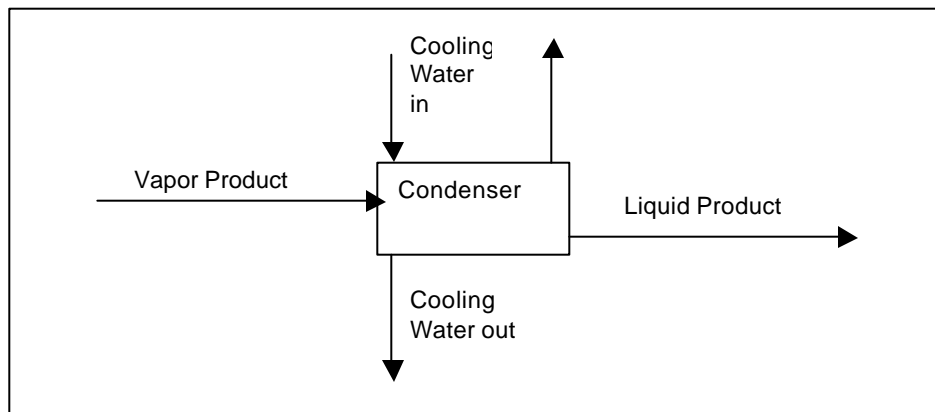 Cooling
Water
in
Vapor Product
Condenser
Liquid Product
Cooling
Water out